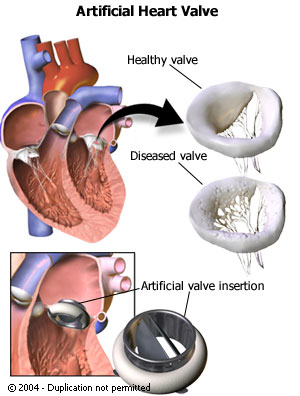 Artificial Heart Valve
Healthy valve
Diseased valve
Artificial valve insertion
© 2004 - Duplication not permitted